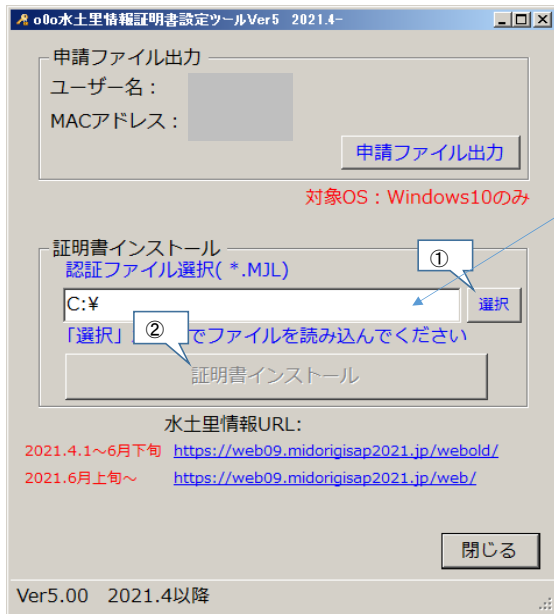 o0o水土里情報証明書設定ツールVer5 2021.4-
申請ファイル出力
ユーザー名：
MACアドレス：
申請ファイル出力
対象OS：Windows10のみ
証明書インストール
認証ファイル選択( *.MJL)
①
C:¥
選択
「選択」
②
でファイルを読み込んでください
証明書インストール
水土里情報URL:
2021.4.1～6月下旬 https://web09.midorigisap2021.jp/webold/
2021.6月上旬～ https://web09.midorigisap2021.jp/web/
閉じる
Ver5.00 2021.4以降